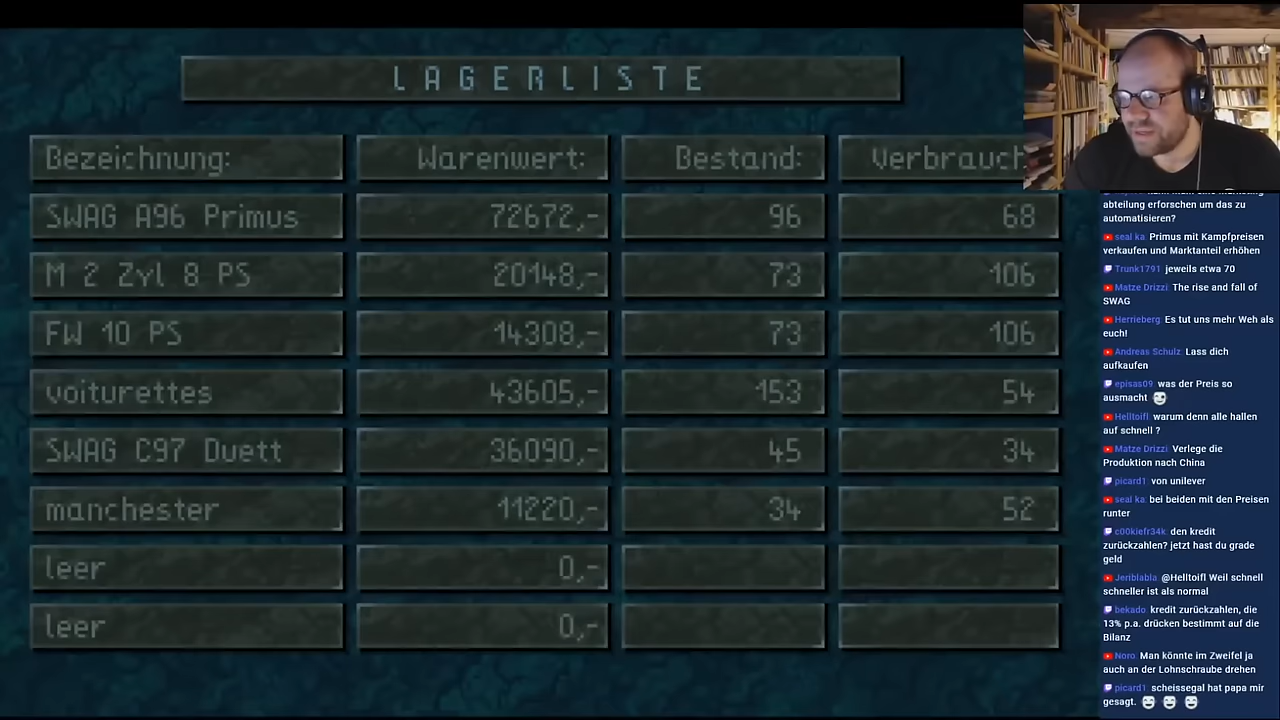 LAGERLISTE
Bezeichnung: Warenwert: Bestand: Verbrauch
SWAG A96 Primus 72672,- 96 68
M 2 Zyl 8 PS 20148,- 73 106
FW 10 PS 14308,- 73 106
voiturettes 43605,- 153 54
SWAG C97 Duett 36090,- 45 34
manchester 11220,- 34 52
leer 0,-
leer 0,-
abteilung erforschen um das zu
automatisieren?
seal ka: Primus mit Kampfpreisen
verkaufen und Marktanteil erhöhen
Trunk1791: jeweils etwa 70
Matze Drizzi: The rise and fall of
SWAG
Herrieberg: Es tut uns mehr Weh als
euch!
Andreas Schulz: Lass dich
aufkaufen
episas09: was der Preis so
ausmacht
Helltoifl: warum denn alle hallen
auf schnell ?
Matze Drizzi: Verlege die
Produktion nach China
picard1: von unilever
seal ka: bei beiden mit den Preisen
runter
c00kiefr34k: den kredit
zurückzahlen? jetzt hast du grade
geld
Jeriblabla: @Helltoifl Weil schnell
schneller ist als normal
bekado: kredit zurückzahlen, die
13% p.a. drücken bestimmt auf die
Bilanz
Noro: Man könnte im Zweifel ja
auch an der Lohnschraube drehen
picard1: scheissegal hat papa mir
gesagt.